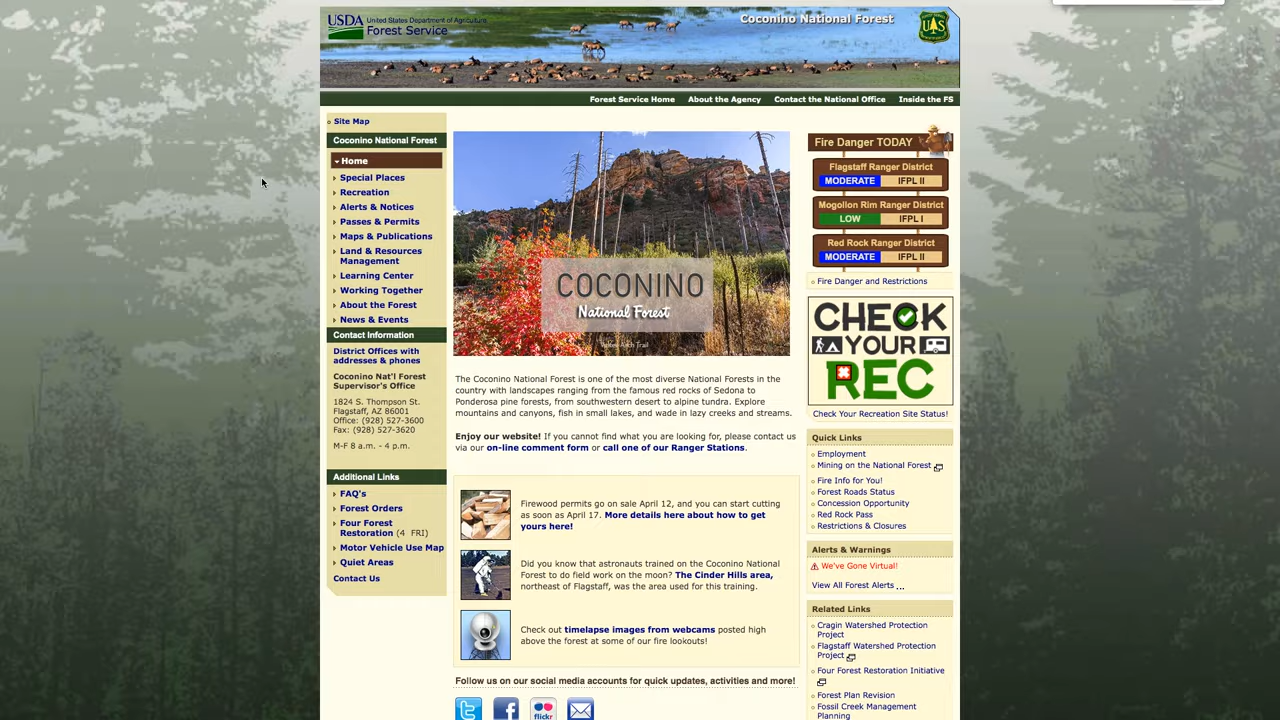 USDA
United States Department of Agriculture
Forest Service
Coconino National Forest
Forest Service Home
About the Agency
Contact the National Office
Inside the FS
Site Map
Coconino National Forest
Home
Special Places
Recreation
Alerts & Notices
Passes & Permits
Maps & Publications
Land & Resources
Management
Learning Center
Working Together
About the Forest
News & Events
Contact Information
District Offices with
addresses & phones
Coconino Nat'l Forest
Supervisor's Office
1824 S. Thompson St.
Flagstaff, AZ 86001
Office: (928) 527-3600
Fax: (928) 527-3620
M-F 8 a.m. - 4 p.m.
Additional Links
FAQ's
Forest Orders
Four Forest
Restoration (4 FRI)
Motor Vehicle Use Map
Quiet Areas
Contact Us
COCONINO
National Forest
The Coconino National Forest is one of the most diverse National Forests in the
country with landscapes ranging from the famous red rocks of Sedona to
Ponderosa pine forests, from southwestern desert to alpine tundra. Explore
mountains and canyons, fish in small lakes, and wade in lazy creeks and streams.
Enjoy our website! If you cannot find what you are looking for, please contact us
via our on-line comment form or call one of our Ranger Stations.
Firewood permits go on sale April 12, and you can start cutting
as soon as April 17. More details here about how to get
yours here!
Did you know that astronauts trained on the Coconino National
Forest to do field work on the moon? The Cinder Hills area,
northeast of Flagstaff, was the area used for this training.
Check out timelapse images from webcams posted high
above the forest at some of our fire lookouts!
Follow us on our social media accounts for quick updates, activities and more!
flickr
Fire Danger TODAY
Flagstaff Ranger District
MODERATE IFPL II
Mogollon Rim Ranger District
LOW IFPL I
Red Rock Ranger District
MODERATE IFPL II
Fire Danger and Restrictions
CHECK
YOUR
REC
Check Your Recreation Site Status!
Quick Links
Employment
Mining on the National Forest
Fire Info for You!
Forest Roads Status
Concession Opportunity
Red Rock Pass
Restrictions & Closures
Alerts & Warnings
We've Gone Virtual!
View All Forest Alerts ...
Related Links
Cragin Watershed Protection
Project
Flagstaff Watershed Protection
Project
Four Forest Restoration Initiative
Forest Plan Revision
Fossil Creek Management
Planning